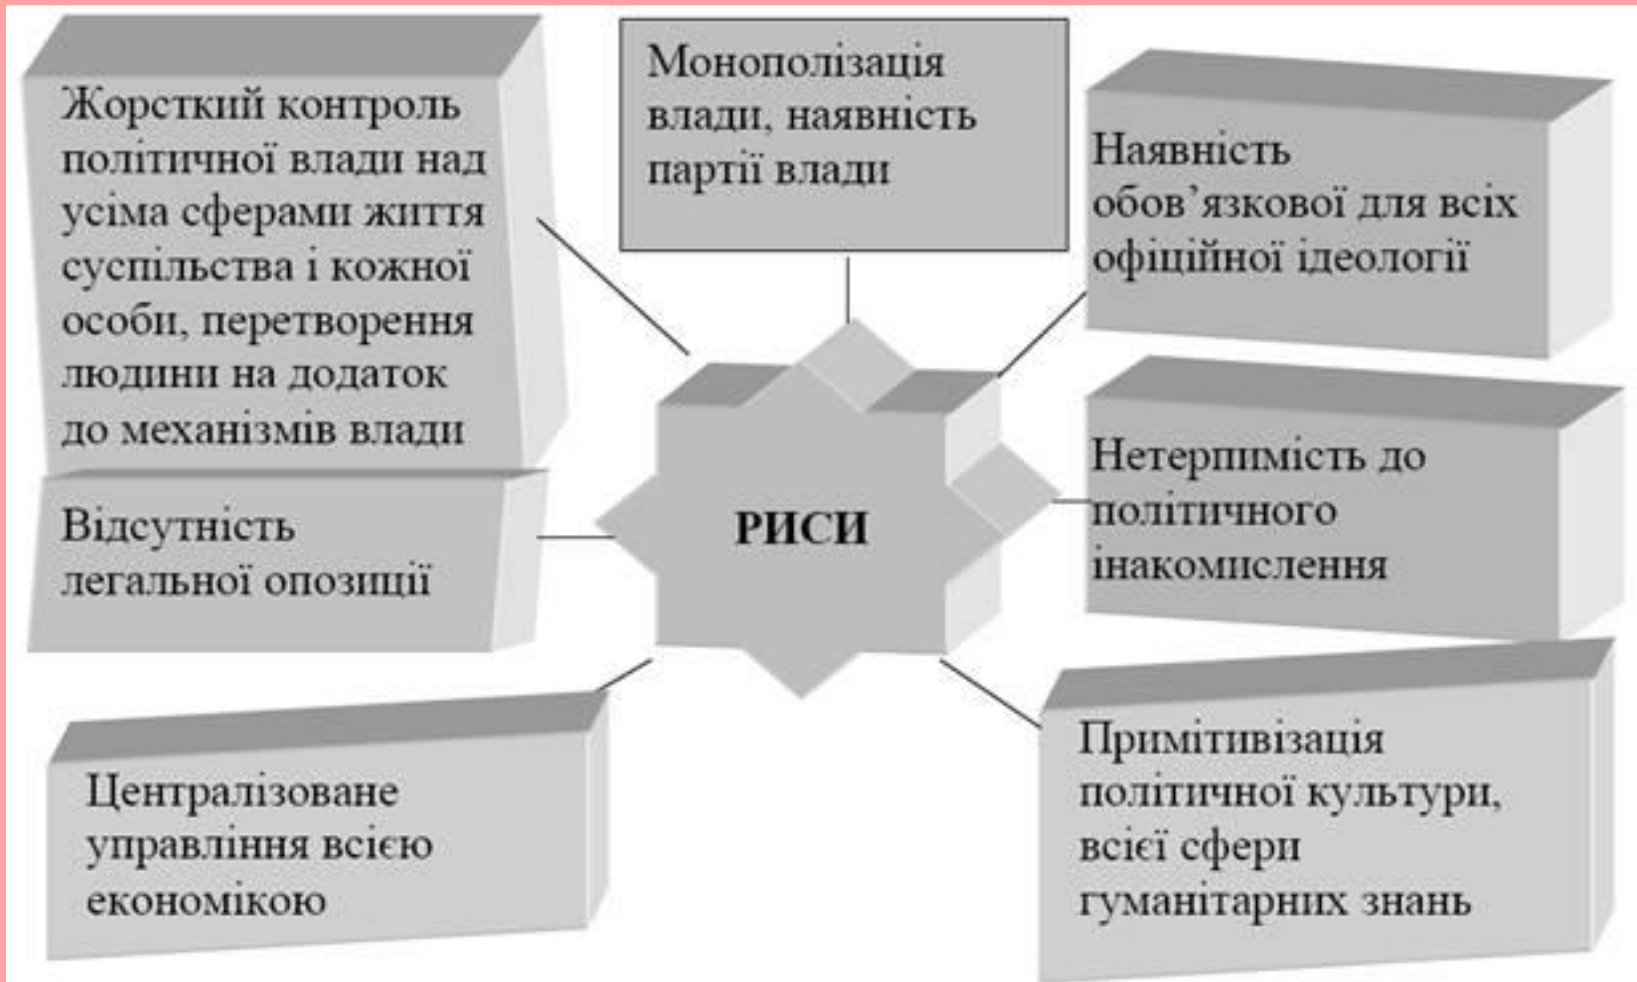 Жорсткий контроль
політичної влади над
усіма сферами життя
суспільства і кожної
особи, перетворення
людини на додаток
до механізмів влади
Монополізація
влади, наявність
партії влади
Наявність
обов’язкової для всіх
офіційної ідеології
Відсутність
легальної опозиції
РИСИ
Нетерпимість до
політичного
інакомислення
Централізоване
управління всією
економікою
Примітивізація
політичної культури,
всієї сфери
гуманітарних знань